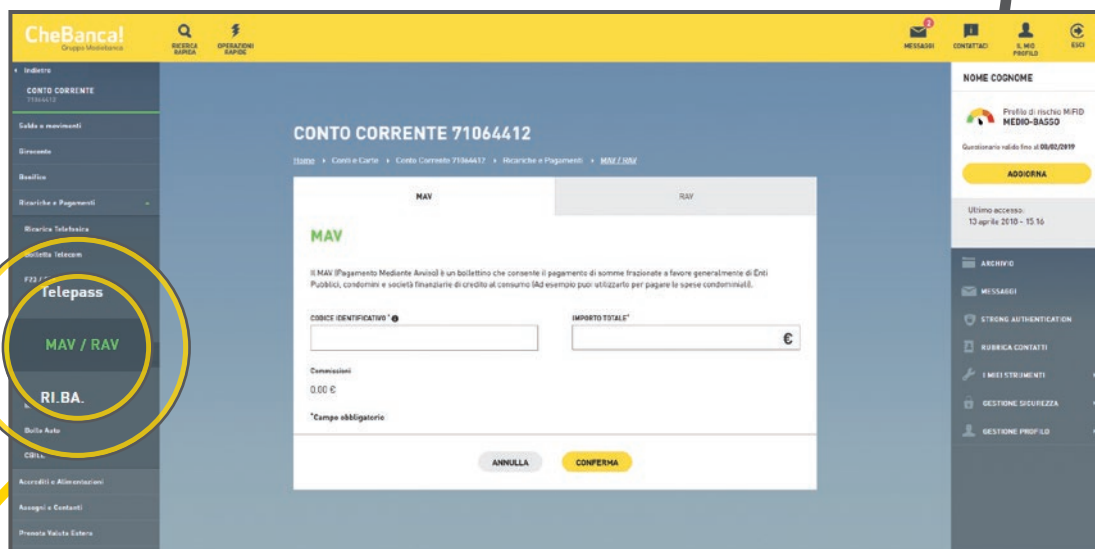 CheBanca!
Gruppo Mediobanca
RICERCA RAPIDA
OPERAZIONI RAPIDE
2
MESSAGGI
CONTATTACI
IL MIO PROFILO
ESCI
Indietro
CONTO CORRENTE
71064412
Saldo e movimenti
Giroconto
Bonifico
Ricariche e Pagamenti
Ricarica Telefonica
Bolletta Telecom
Telepass
MAV / RAV
RI.BA.
Bollo Auto
CBILL
Accrediti e Alimentazioni
Assegni e Contanti
Prenota Valuta Estera
CONTO CORRENTE 71064412
Home › Conti e Carte › Conto Corrente 71064412 › Ricariche e Pagamenti › MAV / RAV
MAV
RAV
MAV
Il MAV (Pagamento Mediante Avviso) è un bollettino che consente il pagamento di somme frazionate a favore generalmente di Enti
Pubblici, condomini e società finanziarie di credito al consumo (Ad esempio puoi utilizzarlo per pagare le spese condominiali).
CODICE IDENTIFICATIVO*
IMPORTO TOTALE*
€
Commissioni
0,00 €
*Campo obbligatorio
ANNULLA
CONFERMA
NOME COGNOME
Profilo di rischio MiFID
MEDIO-BASSO
Questionario valido fino al 08/02/2019
AGGIORNA
Ultimo accesso:
13 aprile 2018 - 15.16
ARCHIVIO
MESSAGGI
STRONG AUTHENTICATION
RUBRICA CONTATTI
I MIEI STRUMENTI
GESTIONE SICUREZZA
GESTIONE PROFILO